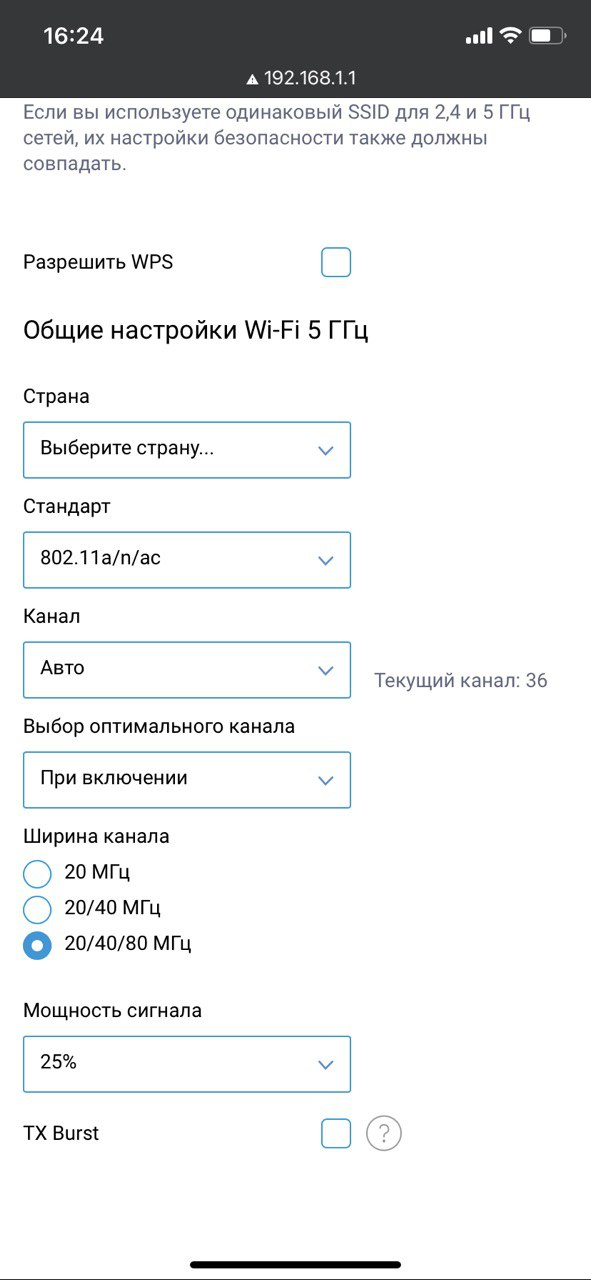 16:24
192.168.1.1
Если вы используете одинаковый SSID для 2,4 и 5 ГГц
сетей, их настройки безопасности также должны
совпадать.
Разрешить WPS
Общие настройки Wi-Fi 5 ГГц
Страна
Выберите страну...
Стандарт
802.11a/n/ac
Канал
Авто
Текущий канал: 36
Выбор оптимального канала
При включении
Ширина канала
20 МГц
20/40 МГц
20/40/80 МГц
Мощность сигнала
25%
TX Burst
?